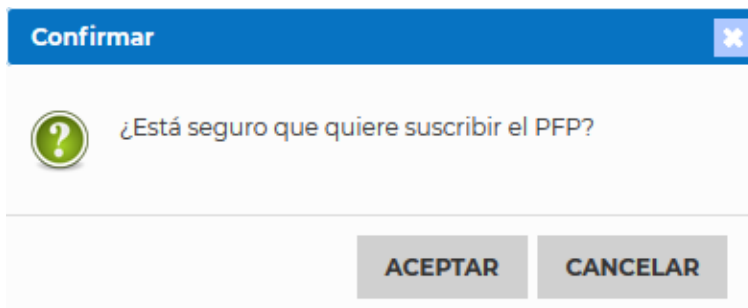 Confirmar
¿Está seguro que quiere suscribir el PFP?
ACEPTAR
CANCELAR